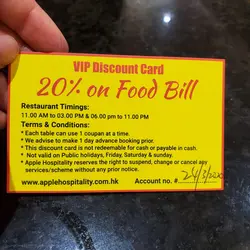 VIP Discount Card
20% on Food Bill
Restaurant Timings:
11.00 AM to 03.00 PM & 06.00 pm to 11.00 PM
Terms & Conditions:
* Each table can use 1 coupan at a time.
* We advise to make 1 day advance booking prior.
* This discount card is not redeemable for cash or payable in cash.
* Not valid on Public holidays, Friday, Saturday & sunday.
* Apple Hospitality reserves the right to suspend, change or cancel any
services/scheme without any prior notice.
www.applehospitality.com.hk Account no. #